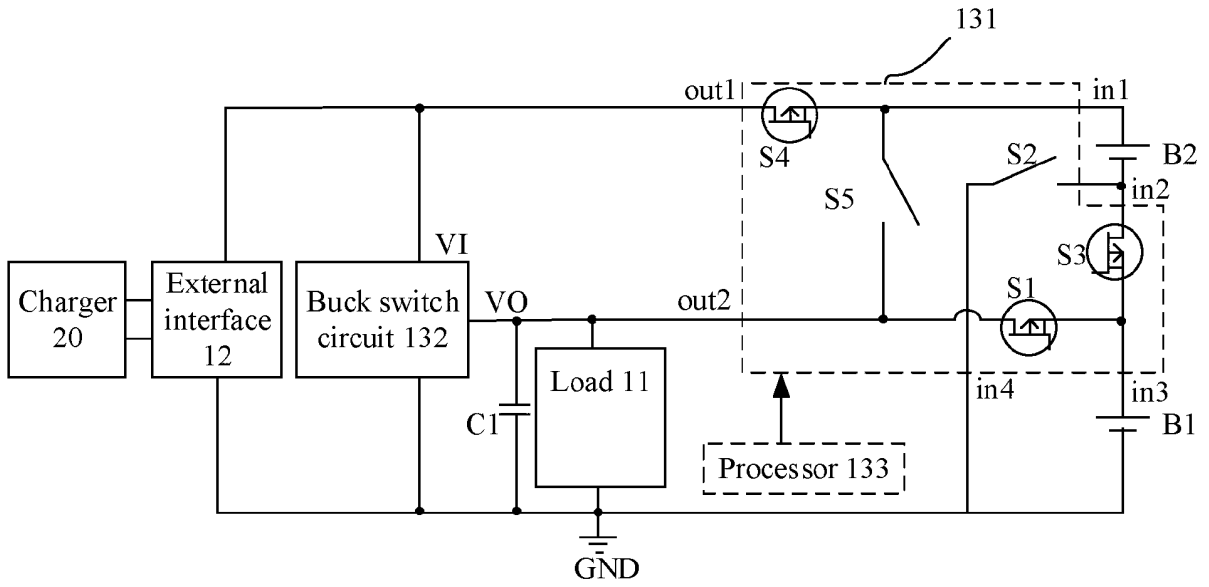 131
out1
in1
S4
S2
B2
in2
S5
S3
VI
Charger
20
External
interface
12
Buck switch
circuit 132
VO
out2
S1
Load 11
C1
in4
in3
B1
Processor 133
GND